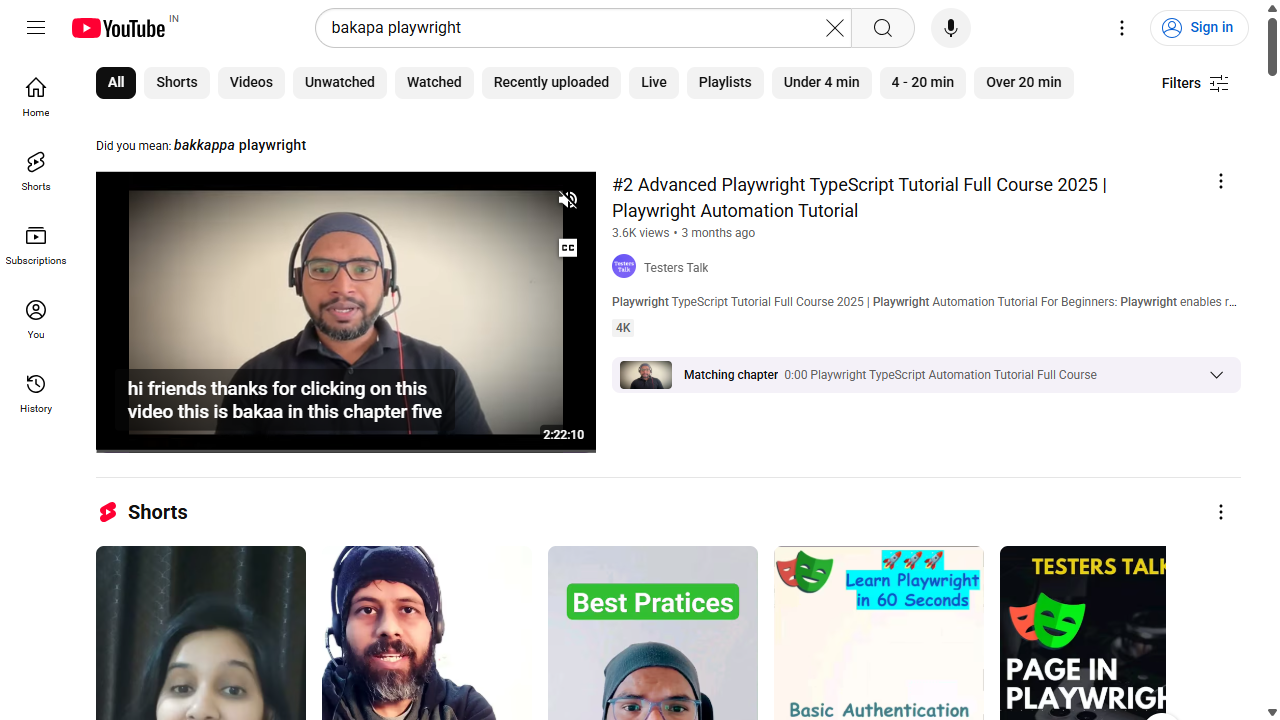 YouTube IN
bakapa playwright
Sign in
Home
Shorts
Subscriptions
You
History
All Shorts Videos Unwatched Watched Recently uploaded Live Playlists Under 4 min 4 - 20 min Over 20 min Filters
Did you mean: bakkappa playwright
CC
hi friends thanks for clicking on this
video this is bakaa in this chapter five
2:22:10
#2 Advanced Playwright TypeScript Tutorial Full Course 2025 |
Playwright Automation Tutorial
3.6K views • 3 months ago
Testers Talk
Testers Talk
Playwright TypeScript Tutorial Full Course 2025 | Playwright Automation Tutorial For Beginners: Playwright enables r...
4K
Matching chapter 0:00 Playwright TypeScript Automation Tutorial Full Course
Shorts
Best Pratices
🚀🚀🚀
Learn Playwright
in 60 Seconds
Basic Authentication
TESTERS TALK
PAGE IN
PLAYWRIGH